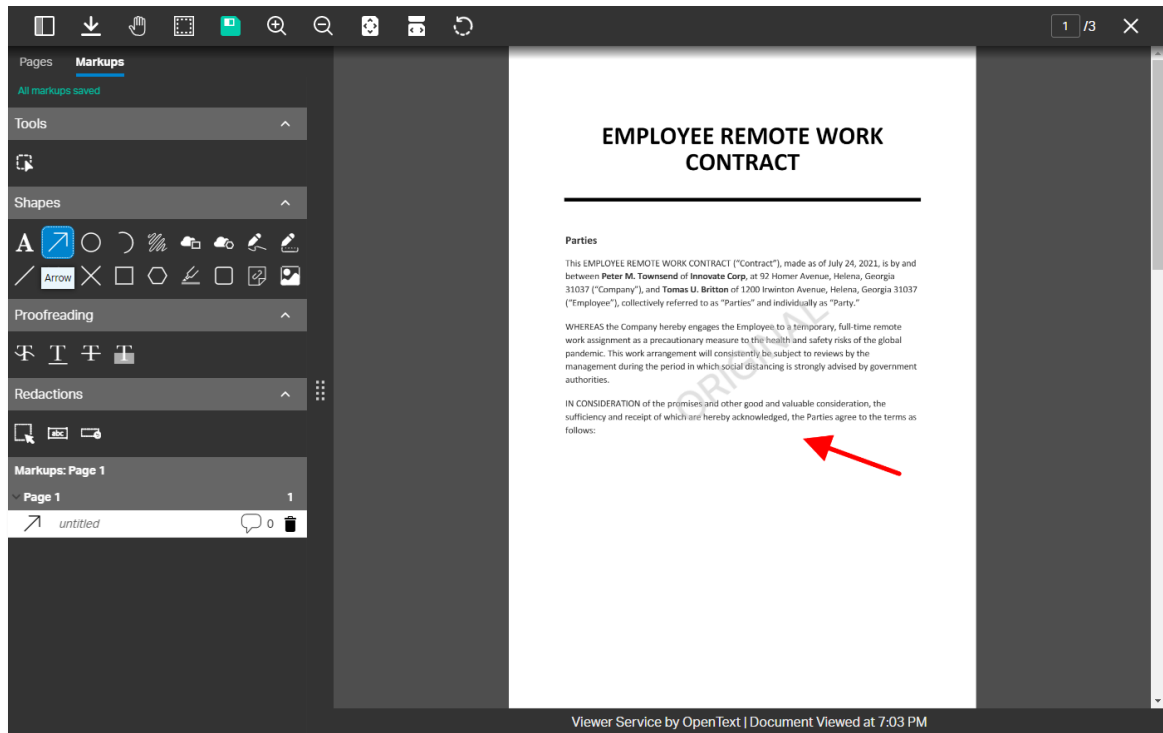 1 /3
Pages Markups
All markups saved
Tools
Shapes
A
Arrow
Proofreading
T T T T
Redactions
abc
Markups: Page 1
Page 1 1
untitled 0
EMPLOYEE REMOTE WORK
CONTRACT
Parties
This EMPLOYEE REMOTE WORK CONTRACT (“Contract”), made as of July 24, 2021, is by and
between Peter M. Townsend of Innovate Corp, at 92 Homer Avenue, Helena, Georgia
31037 (“Company”), and Tomas U. Britton of 1200 Irwinton Avenue, Helena, Georgia 31037
(“Employee”), collectively referred to as “Parties” and individually as “Party.”
WHEREAS the Company hereby engages the Employee to a temporary, full-time remote
work assignment as a precautionary measure to the health and safety risks of the global
pandemic. This work arrangement will consistently be subject to reviews by the
management during the period in which social distancing is strongly advised by government
authorities.
IN CONSIDERATION of the promises and other good and valuable consideration, the
sufficiency and receipt of which are hereby acknowledged, the Parties agree to the terms as
follows:
ORIGINAL
Viewer Service by OpenText | Document Viewed at 7:03 PM